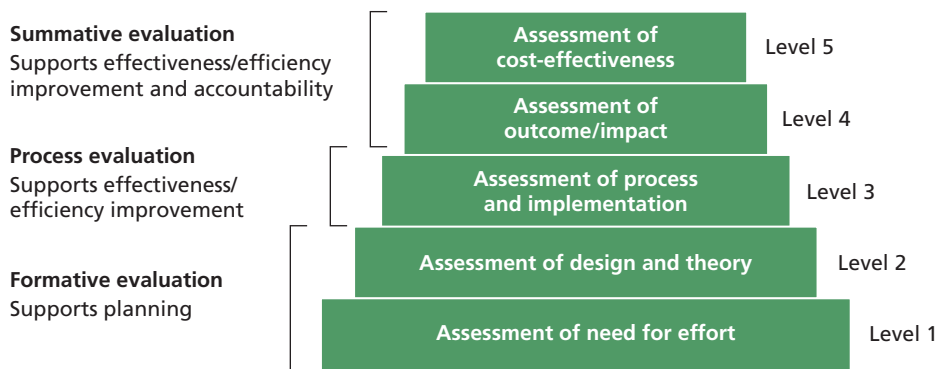 Summative evaluation
Supports effectiveness/efficiency
improvement and accountability
Assessment of
cost-effectiveness
Level 5
Assessment of
outcome/impact
Level 4
Process evaluation
Supports effectiveness/
efficiency improvement
Assessment of process
and implementation
Level 3
Formative evaluation
Supports planning
Assessment of design and theory
Level 2
Assessment of need for effort
Level 1